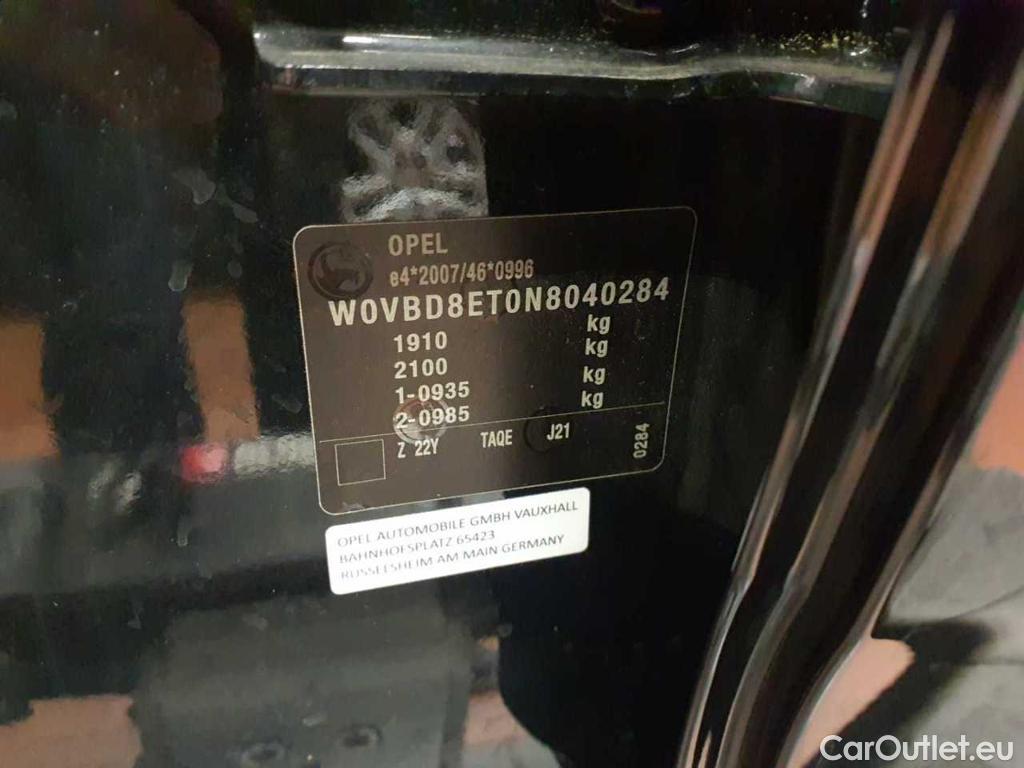 OPEL
e4*2007/46*0996
W0VBD8ET0N8040284
1910 kg
2100 kg
1-0935 kg
2-0985 kg
Z 22Y TAQE J21
0284
OPEL AUTOMOBILE GMBH VAUXHALL
BAHNHOFSPLATZ 65423
RUSSELSHEIM AM MAIN GERMANY
CarOutlet.eu